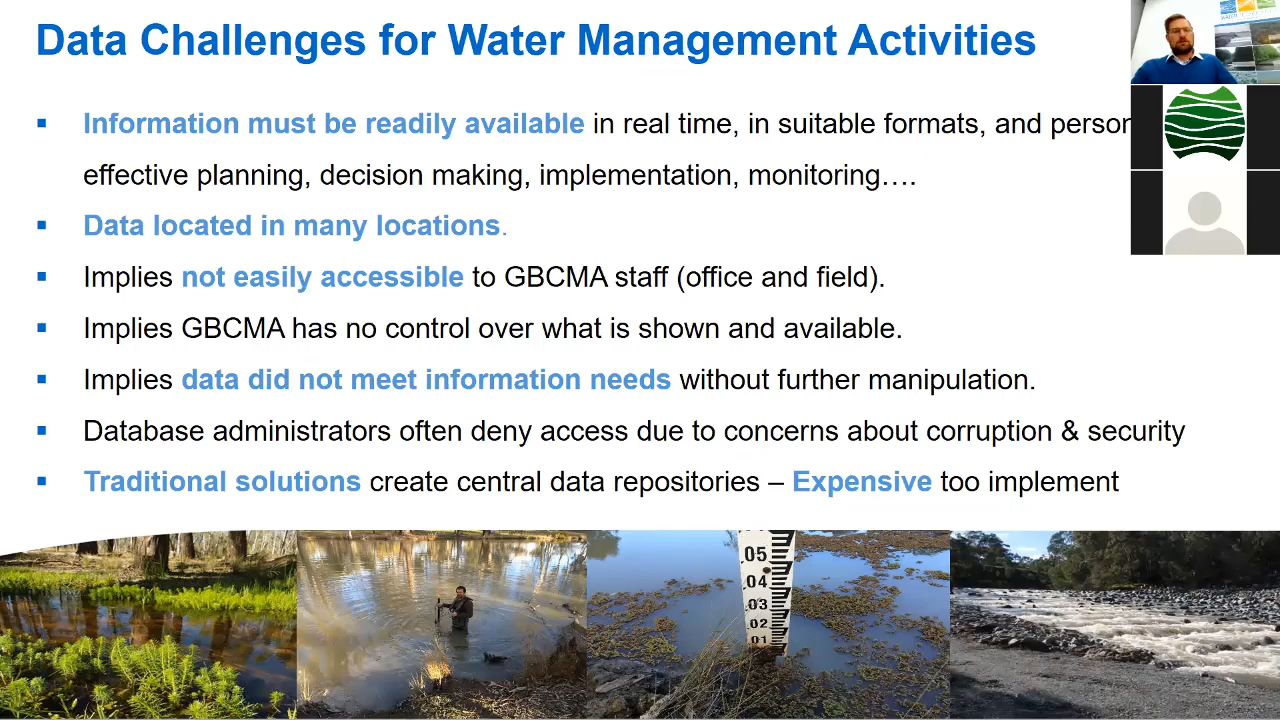 Data Challenges for Water Management Activities
▪ Information must be readily available in real time, in suitable formats, and
effective planning, decision making, implementation, monitoring….
▪ Data located in many locations.
▪ Implies not easily accessible to GBCMA staff (office and field).
▪ Implies GBCMA has no control over what is shown and available.
▪ Implies data did not meet information needs without further manipulation.
▪ Database administrators often deny access due to concerns about corruption & security
▪ Traditional solutions create central data repositories – Expensive too implement
.05
.04
.03
.02
.01